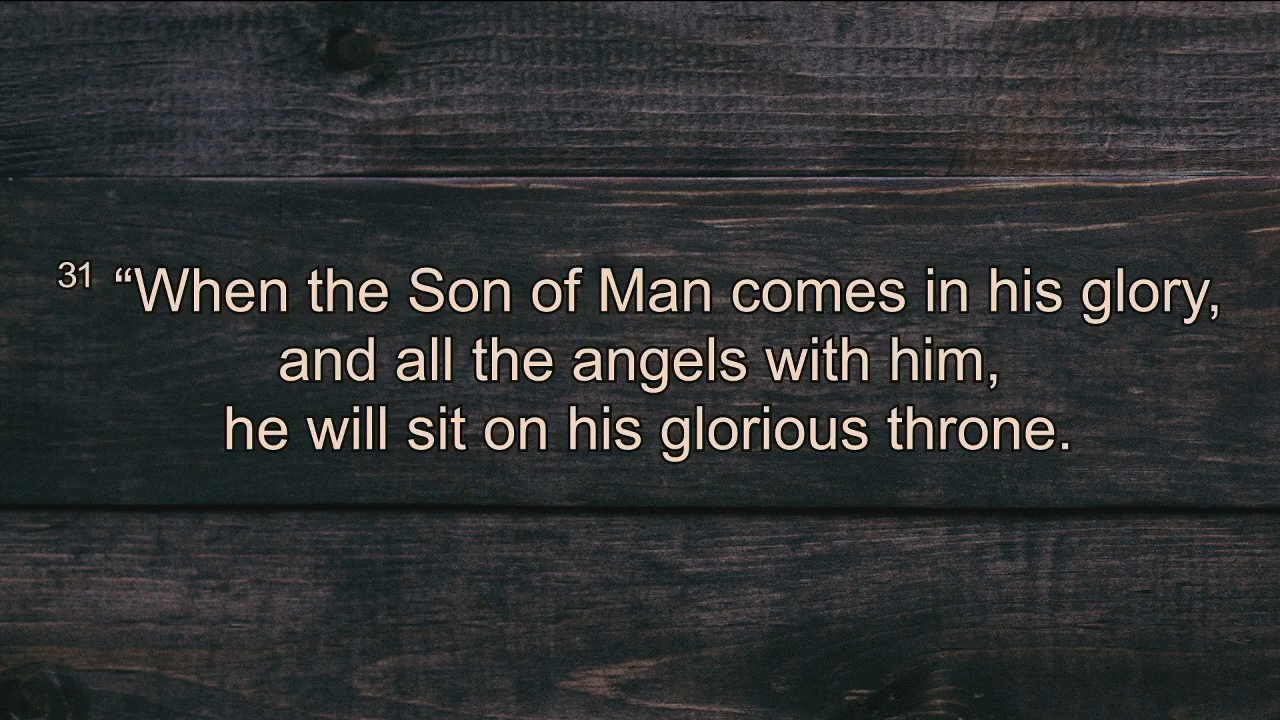 31 “When the Son of Man comes in his glory,
and all the angels with him,
he will sit on his glorious throne.